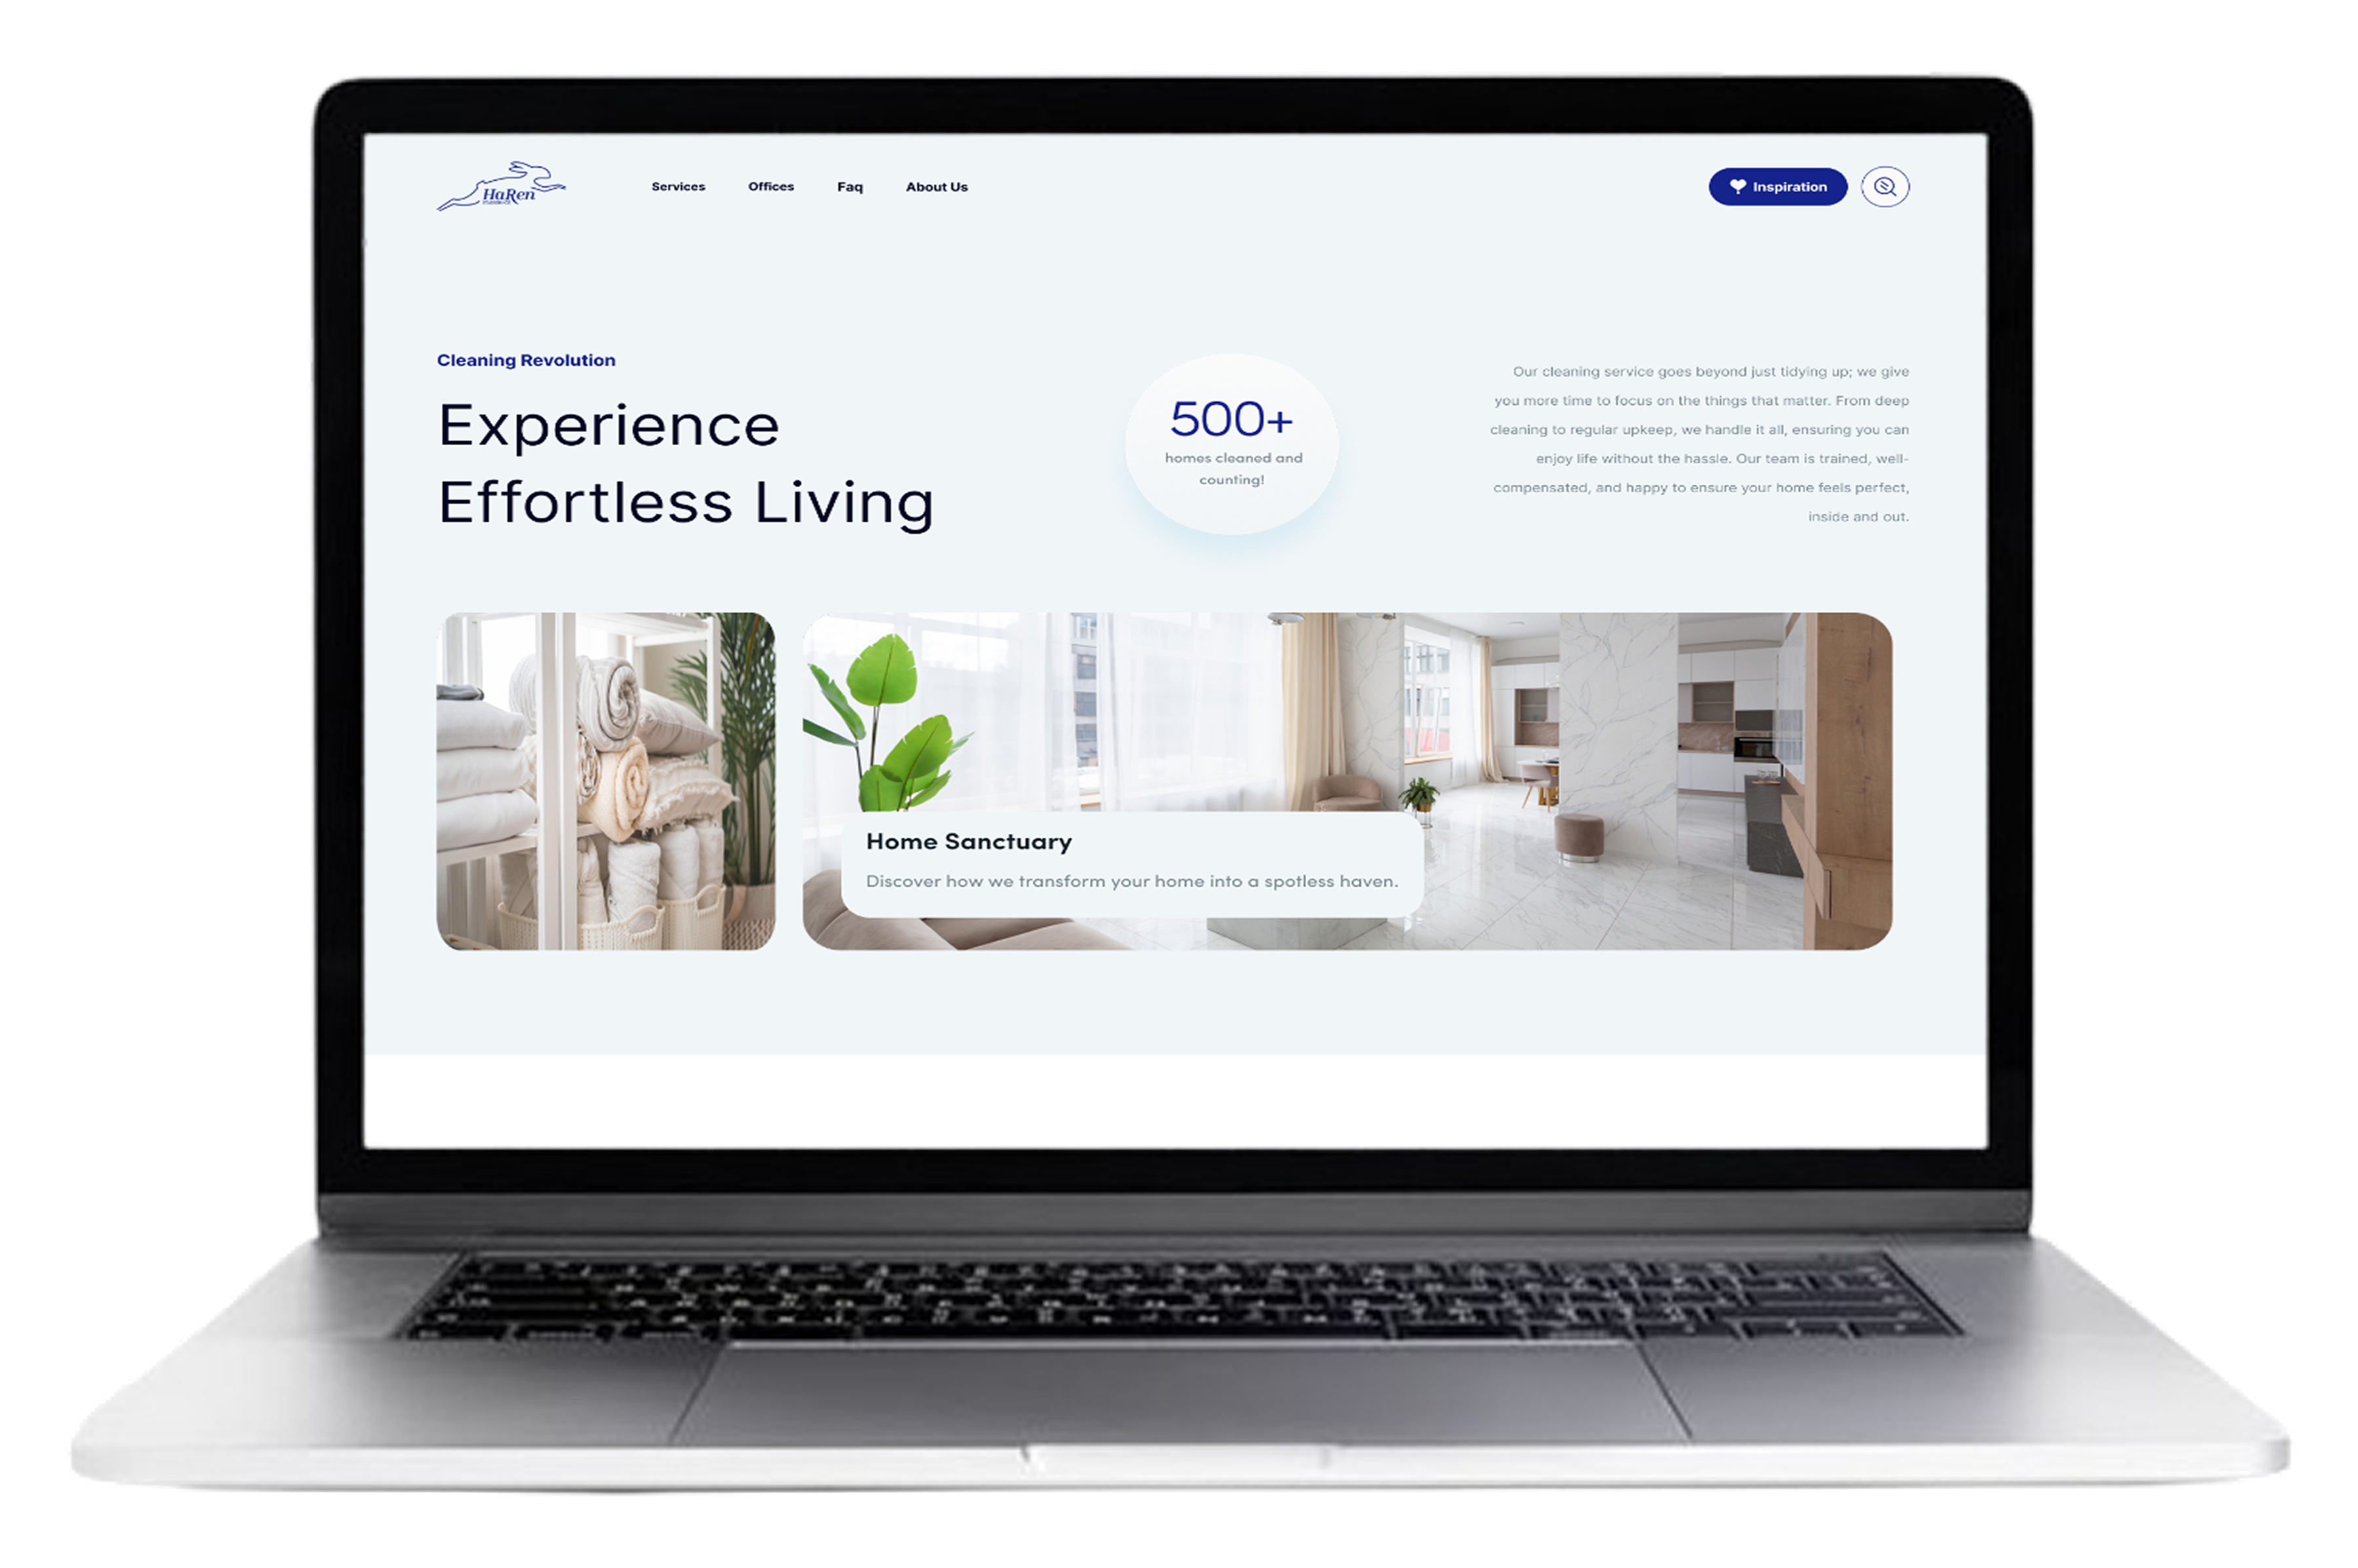 HaRen
Services
Offices
Faq
About Us
Inspiration
Cleaning Revolution
Experience
Effortless Living
500+
homes cleaned and
counting!
Our cleaning service goes beyond just tidying up; we give
you more time to focus on the things that matter. From deep
cleaning to regular upkeep, we handle it all, ensuring you can
enjoy life without the hassle. Our team is trained, well-
compensated, and happy to ensure your home feels perfect,
inside and out.
Home Sanctuary
Discover how we transform your home into a spotless haven.